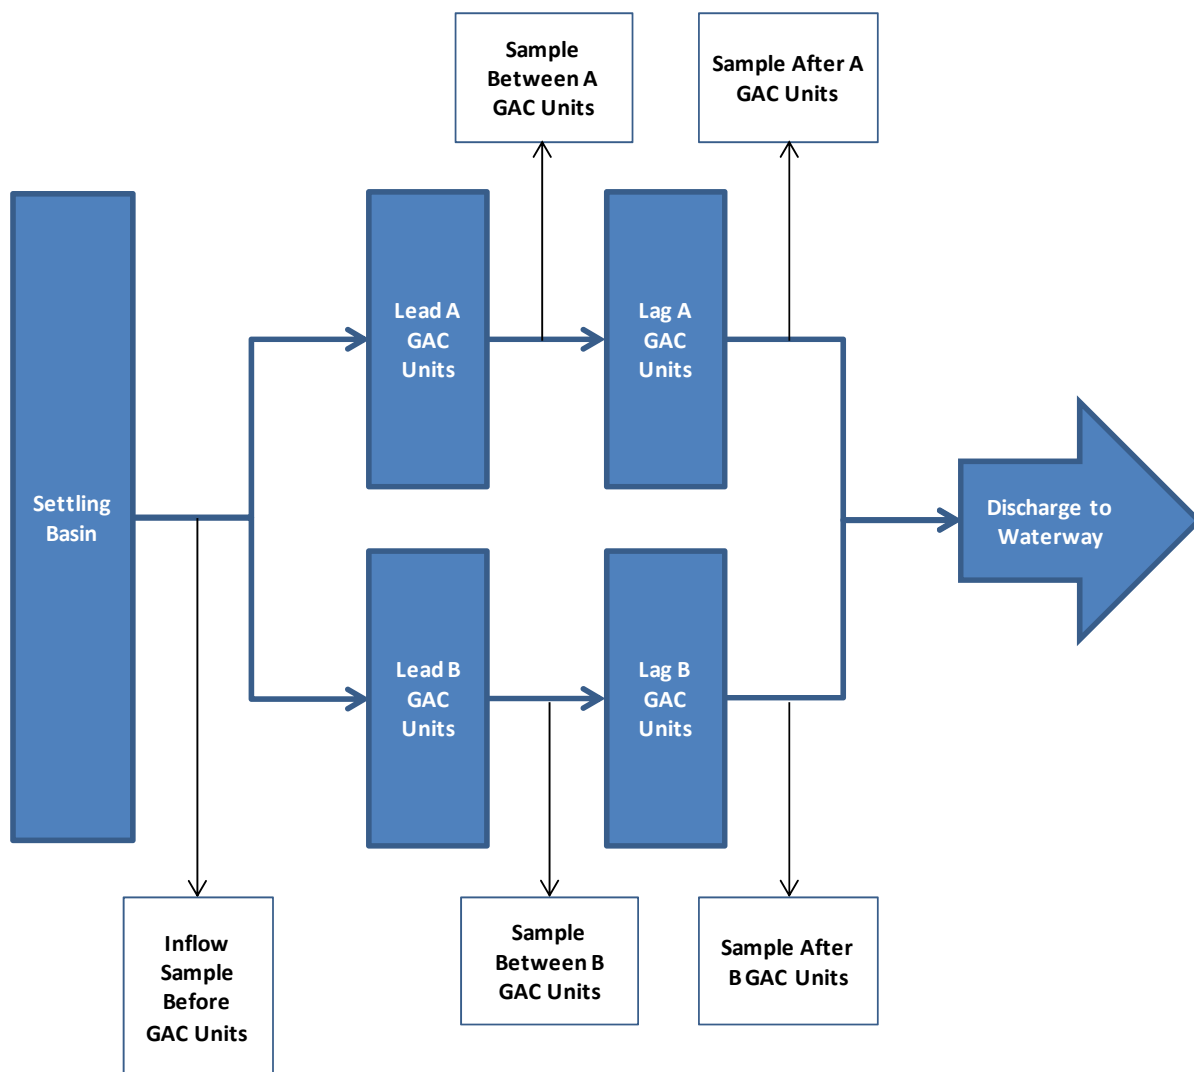 Sample
Between A
GAC Units
Sample After A
GAC Units
Lead A
GAC
Units
Lag A
GAC
Units
Settling
Basin
Discharge to
Waterway
Lead B
GAC
Units
Lag B
GAC
Units
Inflow
Sample
Before
GAC Units
Sample
Between B
GAC Units
Sample After
B GAC Units